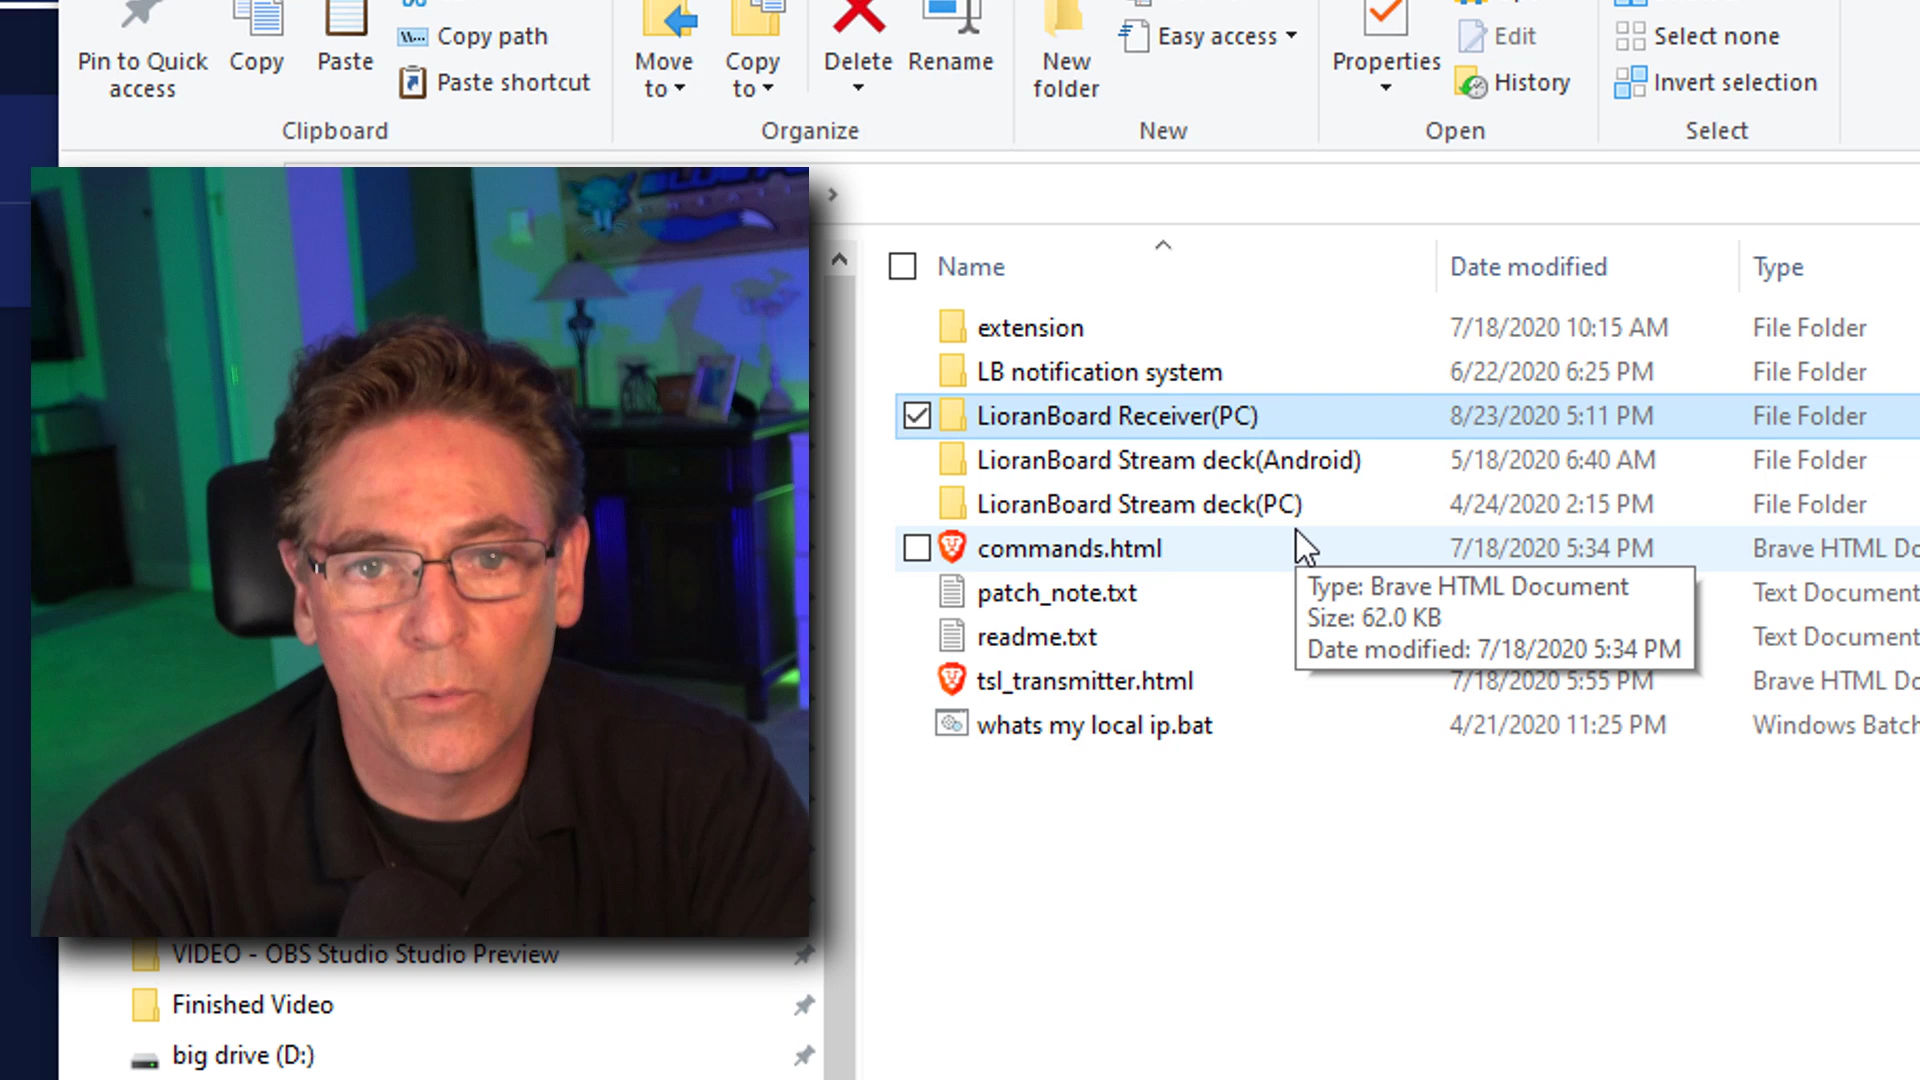 Pin to Quick access
Copy
Paste
Copy path
Paste shortcut
Clipboard
Move to
Copy to
Delete
Rename
Organize
New folder
Easy access
New
Properties
Edit
History
Open
Select none
Invert selection
Select
Name
Date modified
Type
extension
7/18/2020 10:15 AM
File Folder
LB notification system
6/22/2020 6:25 PM
File Folder
LioranBoard Receiver(PC)
8/23/2020 5:11 PM
File Folder
LioranBoard Stream deck(Android)
5/18/2020 6:40 AM
File Folder
LioranBoard Stream deck(PC)
4/24/2020 2:15 PM
File Folder
commands.html
7/18/2020 5:34 PM
Brave HTML Do
patch_note.txt
Text Document
readme.txt
Text Document
Type: Brave HTML Document
Size: 62.0 KB
Date modified: 7/18/2020 5:34 PM
tsl_transmitter.html
7/18/2020 5:55 PM
Brave HTML Do
whats my local ip.bat
4/21/2020 11:25 PM
Windows Batch
VIDEO - OBS Studio Studio Preview
Finished Video
big drive (D:)